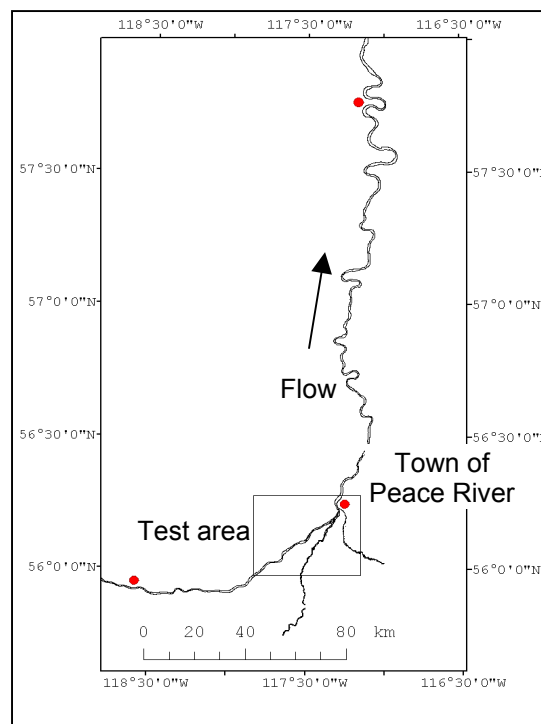 118°30'0"W 117°30'0"W 116°30'0"W
57°30'0"N 57°30'0"N
57°0'0"N 57°0'0"N
Flow
56°30'0"N 56°30'0"N
Town of
Peace River
Test area
56°0'0"N 56°0'0"N
0 20 40 80 km
118°30'0"W 117°30'0"W 116°30'0"W